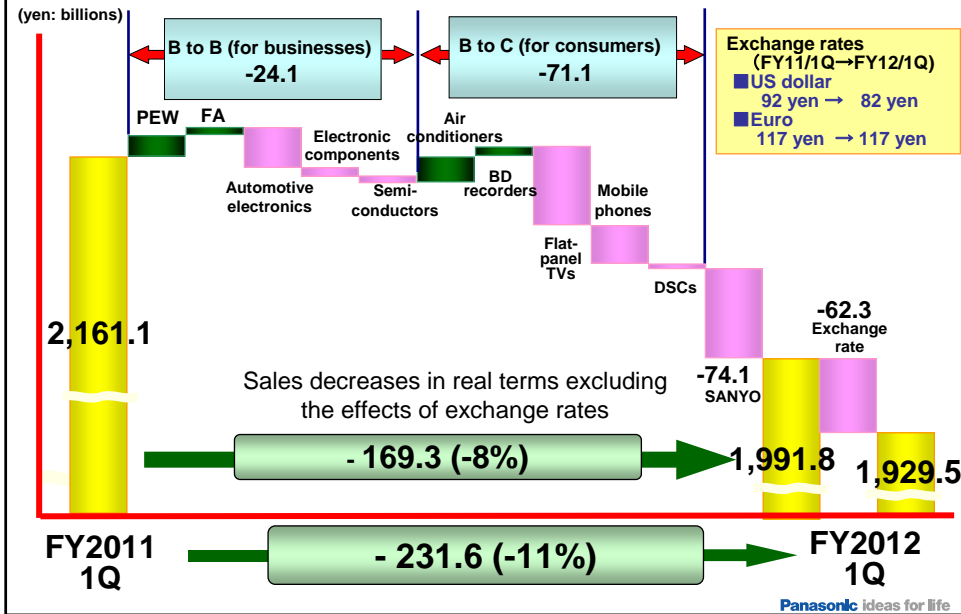 (yen: billions)
B to B (for businesses)
-24.1
B to C (for consumers)
-71.1
Exchange rates
(FY11/1Q→FY12/1Q)
■US dollar
92 yen → 82 yen
■Euro
117 yen → 117 yen
PEW
FA
Automotive
electronics
Electronic
components
Semi-
conductors
Air
conditioners
BD
recorders
Flat-
panel
TVs
Mobile
phones
DSCs
-74.1
SANYO
-62.3
Exchange
rate
2,161.1
1,991.8
1,929.5
Sales decreases in real terms excluding
the effects of exchange rates
- 169.3 (-8%)
FY2011
1Q
- 231.6 (-11%)
FY2012
1Q
Panasonic ideas for life